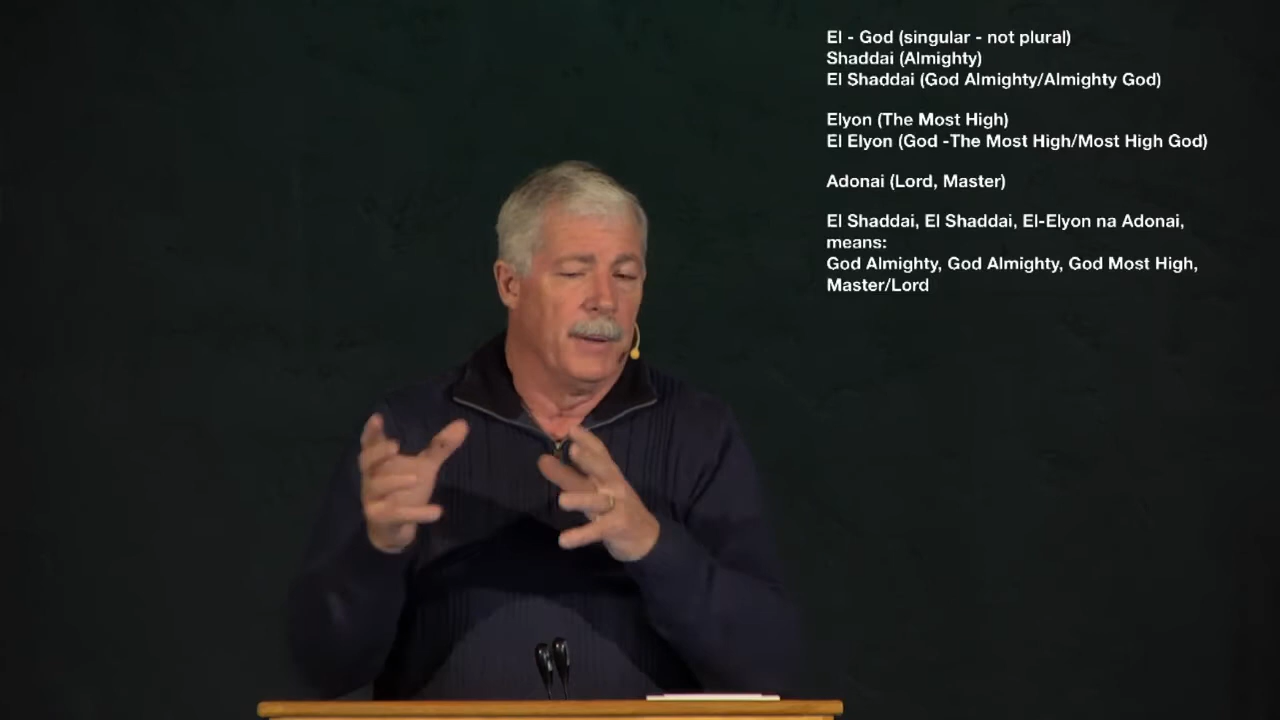 El - God (singular - not plural)
Shaddai (Almighty)
El Shaddai (God Almighty/Almighty God)
Elyon (The Most High)
El Elyon (God -The Most High/Most High God)
Adonai (Lord, Master)
El Shaddai, El Shaddai, El-Elyon na Adonai,
means:
God Almighty, God Almighty, God Most High,
Master/Lord